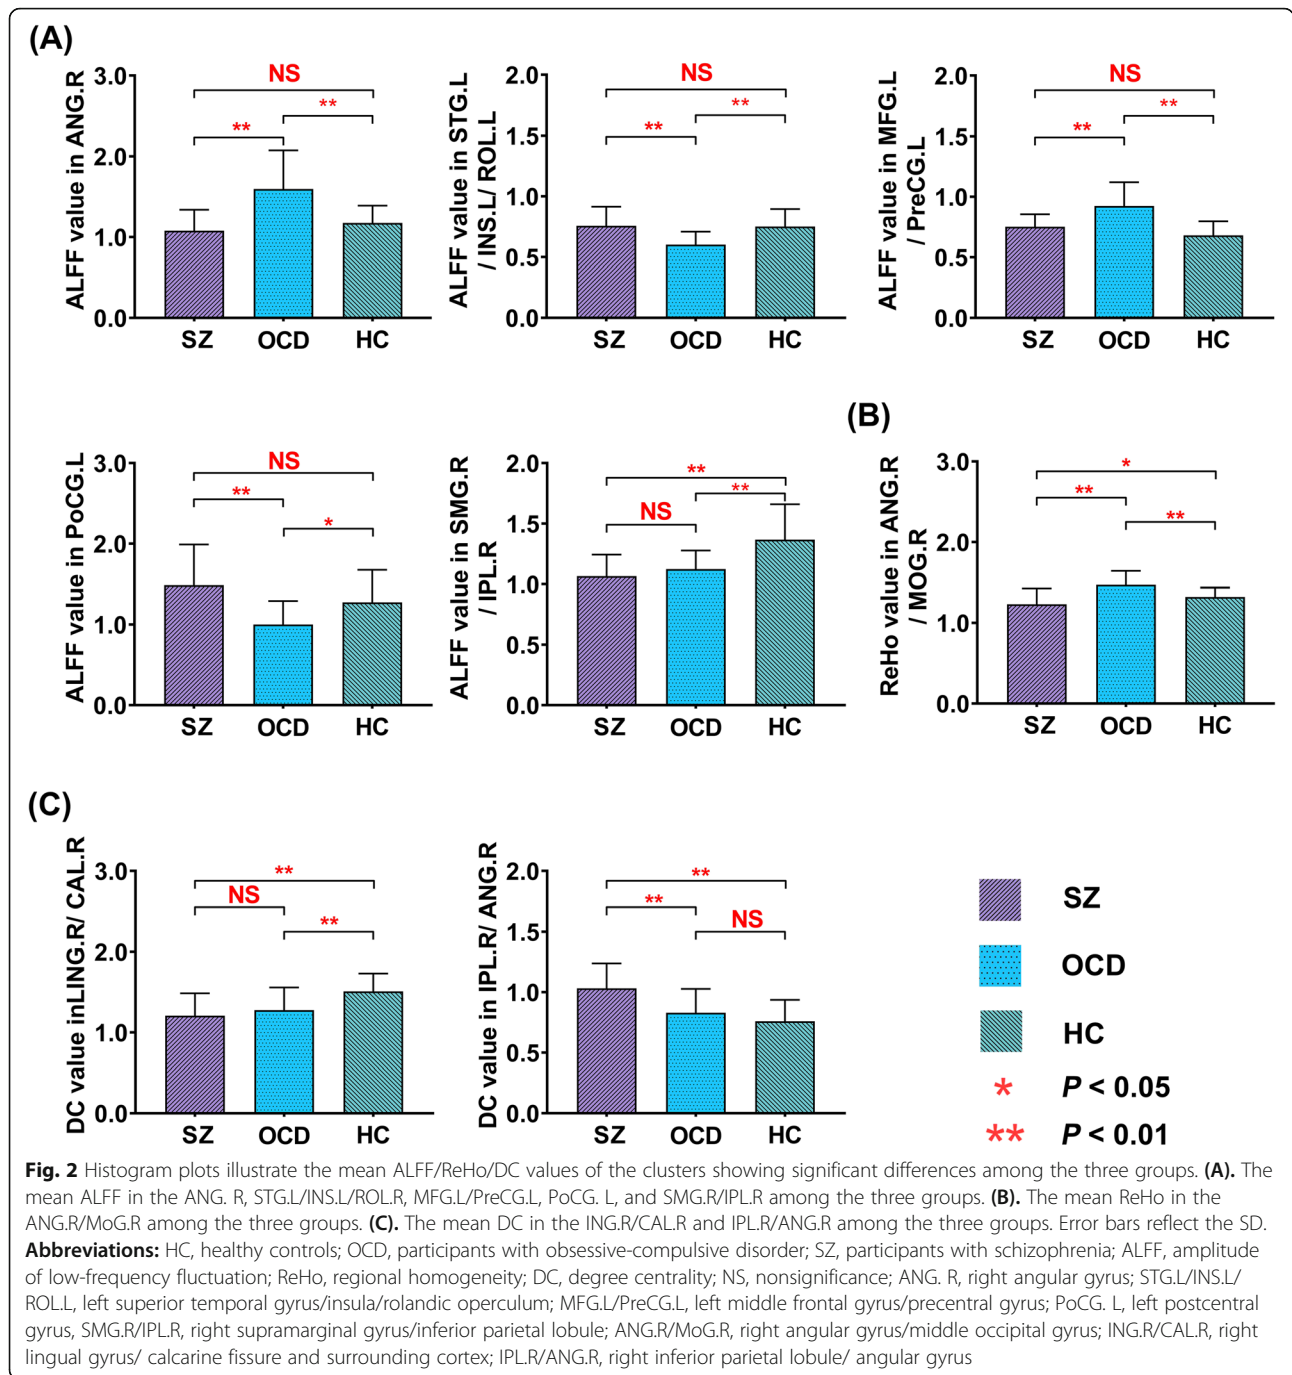 (A)
ALFF value in ANG.R
3.0
2.0
1.0
0.0
NS
**
**
SZ OCD HC
ALFF value in STG.L
/ INS.L/ ROL.L
2.0
1.5
1.0
0.5
0.0
NS
**
**
SZ OCD HC
ALFF value in MFG.L
/ PreCG.L
2.0
1.5
1.0
0.5
0.0
NS
**
**
SZ OCD HC
ALFF value in PoCG.L
3.0
2.0
1.0
0.0
NS
**
*
SZ OCD HC
ALFF value in SMG.R
/ IPL.R
2.0
1.5
1.0
0.5
0.0
**
**
NS
SZ OCD HC
(B)
ReHo value in ANG.R
/ MOG.R
3.0
2.0
1.0
0.0
*
**
**
SZ OCD HC
(C)
DC value inLING.R/ CAL.R
3.0
2.0
1.0
0.0
**
NS
**
SZ OCD HC
DC value in IPL.R/ ANG.R
2.0
1.5
1.0
0.5
0.0
**
**
NS
SZ OCD HC
SZ
OCD
HC
* P < 0.05
** P < 0.01
Fig. 2 Histogram plots illustrate the mean ALFF/ReHo/DC values of the clusters showing significant differences among the three groups. (A). The
mean ALFF in the ANG. R, STG.L/INS.L/ROL.R, MFG.L/PreCG.L, PoCG. L, and SMG.R/IPL.R among the three groups. (B). The mean ReHo in the
ANG.R/MoG.R among the three groups. (C). The mean DC in the ING.R/CAL.R and IPL.R/ANG.R among the three groups. Error bars reflect the SD.
Abbreviations: HC, healthy controls; OCD, participants with obsessive-compulsive disorder; SZ, participants with schizophrenia; ALFF, amplitude
of low-frequency fluctuation; ReHo, regional homogeneity; DC, degree centrality; NS, nonsignificance; ANG. R, right angular gyrus; STG.L/INS.L/
ROL.L, left superior temporal gyrus/insula/rolandic operculum; MFG.L/PreCG.L, left middle frontal gyrus/precentral gyrus; PoCG. L, left postcentral
gyrus, SMG.R/IPL.R, right supramarginal gyrus/inferior parietal lobule; ANG.R/MoG.R, right angular gyrus/middle occipital gyrus; ING.R/CAL.R, right
lingual gyrus/ calcarine fissure and surrounding cortex; IPL.R/ANG.R, right inferior parietal lobule/ angular gyrus